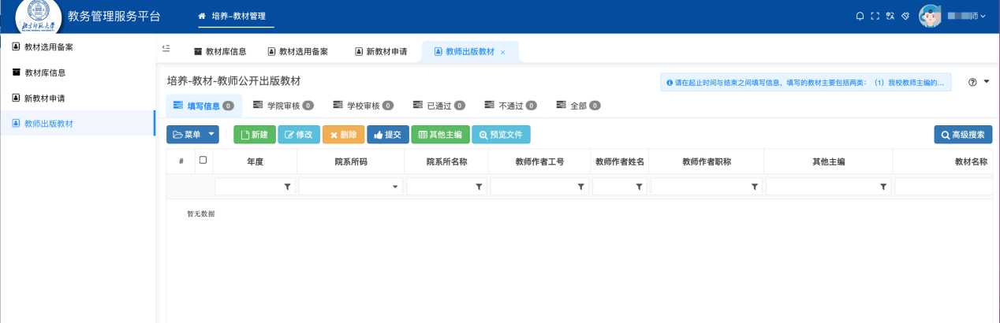 教务管理服务平台
培养-教材管理
师
教材选用备案
教材库信息
新教材申请
教师出版教材
教材库信息 教材选用备案 新教材申请 教师出版教材 ×
培养-教材-教师公开出版教材
请在起止时间与结束之间填写信息，填写的教材主要包括两类：（1）我校教师主编的...
填写信息 0 学院审核 0 学校审核 0 已通过 0 不通过 0 全部 0
菜单 新建 修改 删除 提交 其他主编 预览文件 高级搜索
# 年度 院系所码 院系所名称 教师作者工号 教师作者姓名 教师作者职称 其他主编 教材名称
暂无数据